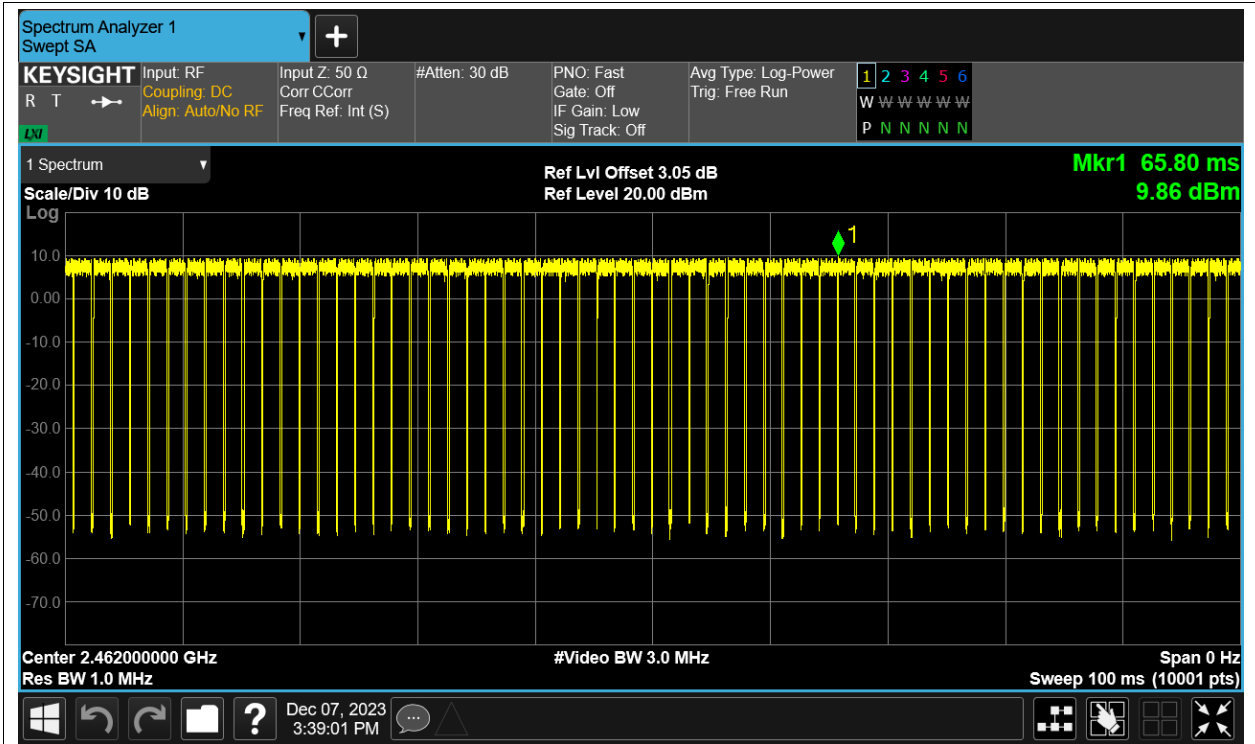 Spectrum Analyzer 1
Swept SA
KEYSIGHT
R T
LXI
Input: RF
Coupling: DC
Align: Auto/No RF
Input Z: 50 Ω
Corr CCorr
Freq Ref: Int (S)
#Atten: 30 dB
PNO: Fast
Gate: Off
IF Gain: Low
Sig Track: Off
Avg Type: Log-Power
Trig: Free Run
1 2 3 4 5 6
W W W W W W
P N N N N N
1 Spectrum
Scale/Div 10 dB
Log
Ref Lvl Offset 3.05 dB
Ref Level 20.00 dBm
Mkr1 65.80 ms
9.86 dBm
1
10.0
0.00
-10.0
-20.0
-30.0
-40.0
-50.0
-60.0
-70.0
Center 2.462000000 GHz
Res BW 1.0 MHz
#Video BW 3.0 MHz
Span 0 Hz
Sweep 100 ms (10001 pts)
?
Dec 07, 2023
3:39:01 PM